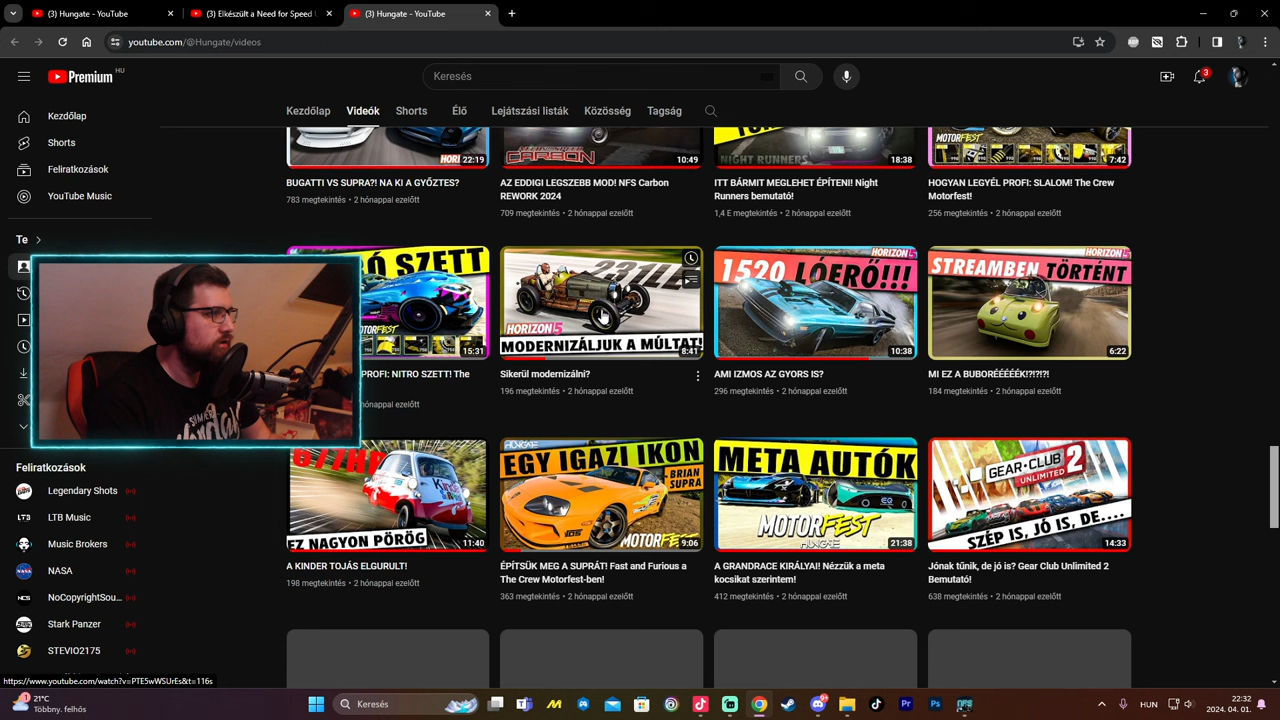 (3) Hungate - YouTube
(3) Elkészült a Need for Speed
(3) Hungate - YouTube
youtube.com/@Hungate/videos
Premium HU
Keresés
3
Kezdőlap
Videók
Shorts
Élő
Lejátszási listák
Közösség
Tagság
Kezdőlap
Shorts
Feliratkozások
YouTube Music
Te
22:19
CARBON
10:49
NIGHT RUNNERS
18:38
MOTORFEST
7:42
BUGATTI VS SUPRA?! NA KI A GYŐZTES?
783 megtekintés • 2 hónappal ezelőtt
AZ EDDIGI LEGSZEBB MOD! NFS Carbon
REWORK 2024
709 megtekintés • 2 hónappal ezelőtt
ITT BÁRMIT MEGLEHET ÉPÍTENI! Night
Runners bemutató!
1,4 E megtekintés • 2 hónappal ezelőtt
HOGYAN LEGYÉL PROFI: SLALOM! The Crew
Motorfest!
256 megtekintés • 2 hónappal ezelőtt
SZETT
MOTORFEST
15:31
HORIZON 5
MODERNIZÁLJUK A MÚLTAT!
8:41
HORIZON 5
1520 LÓERŐ!!!
10:38
HORIZON
STREAMBEN TÖRTÉNT
6:22
PROFI: NITRO SZETT! The
hónappal ezelőtt
Sikerül modernizálni?
196 megtekintés • 2 hónappal ezelőtt
AMI IZMOS AZ GYORS IS?
296 megtekintés • 2 hónappal ezelőtt
MI EZ A BUBORÉÉÉÉÉK!?!?!?!
184 megtekintés • 2 hónappal ezelőtt
677HP
EZ NAGYON PÖRÖG
11:40
HUNGATE
EGY IGAZI IKON
BRIAN
SUPRA
MOTORFEST
9:06
META AUTÓK
MOTORFEST
HUNGATE
21:38
GEAR·CLUB 2
UNLIMITED
SZÉP IS, JÓ IS, DE....
14:33
A KINDER TOJÁS ELGURULT!
198 megtekintés • 2 hónappal ezelőtt
ÉPÍTSÜK MEG A SUPRÁT! Fast and Furious a
The Crew Motorfest-ben!
363 megtekintés • 2 hónappal ezelőtt
A GRANDRACE KIRÁLYAI! Nézzük a meta
kocsikat szerintem!
412 megtekintés • 2 hónappal ezelőtt
Jónak tűnik, de jó is? Gear Club Unlimited 2
Bemutató!
638 megtekintés • 2 hónappal ezelőtt
Feliratkozások
Legendary Shots
LTB Music
Music Brokers
NASA
NoCopyrightSou...
Stark Panzer
STEVIO2175
https://www.youtube.com/watch?v=PTE5wWSUrEs&t=116s
21°C
Többny. felhős
Keresés
HUN
22:32
2024. 04. 01.